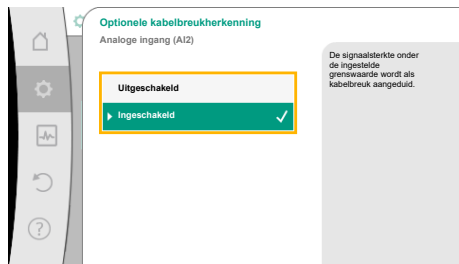 Optionele kabelbreukherkenning
Analoge ingang (AI2)
Uitgeschakeld
Ingeschakeld
De signaalsterkte onder
de ingestelde
grenswaarde wordt als
kabelbreuk aangeduid.